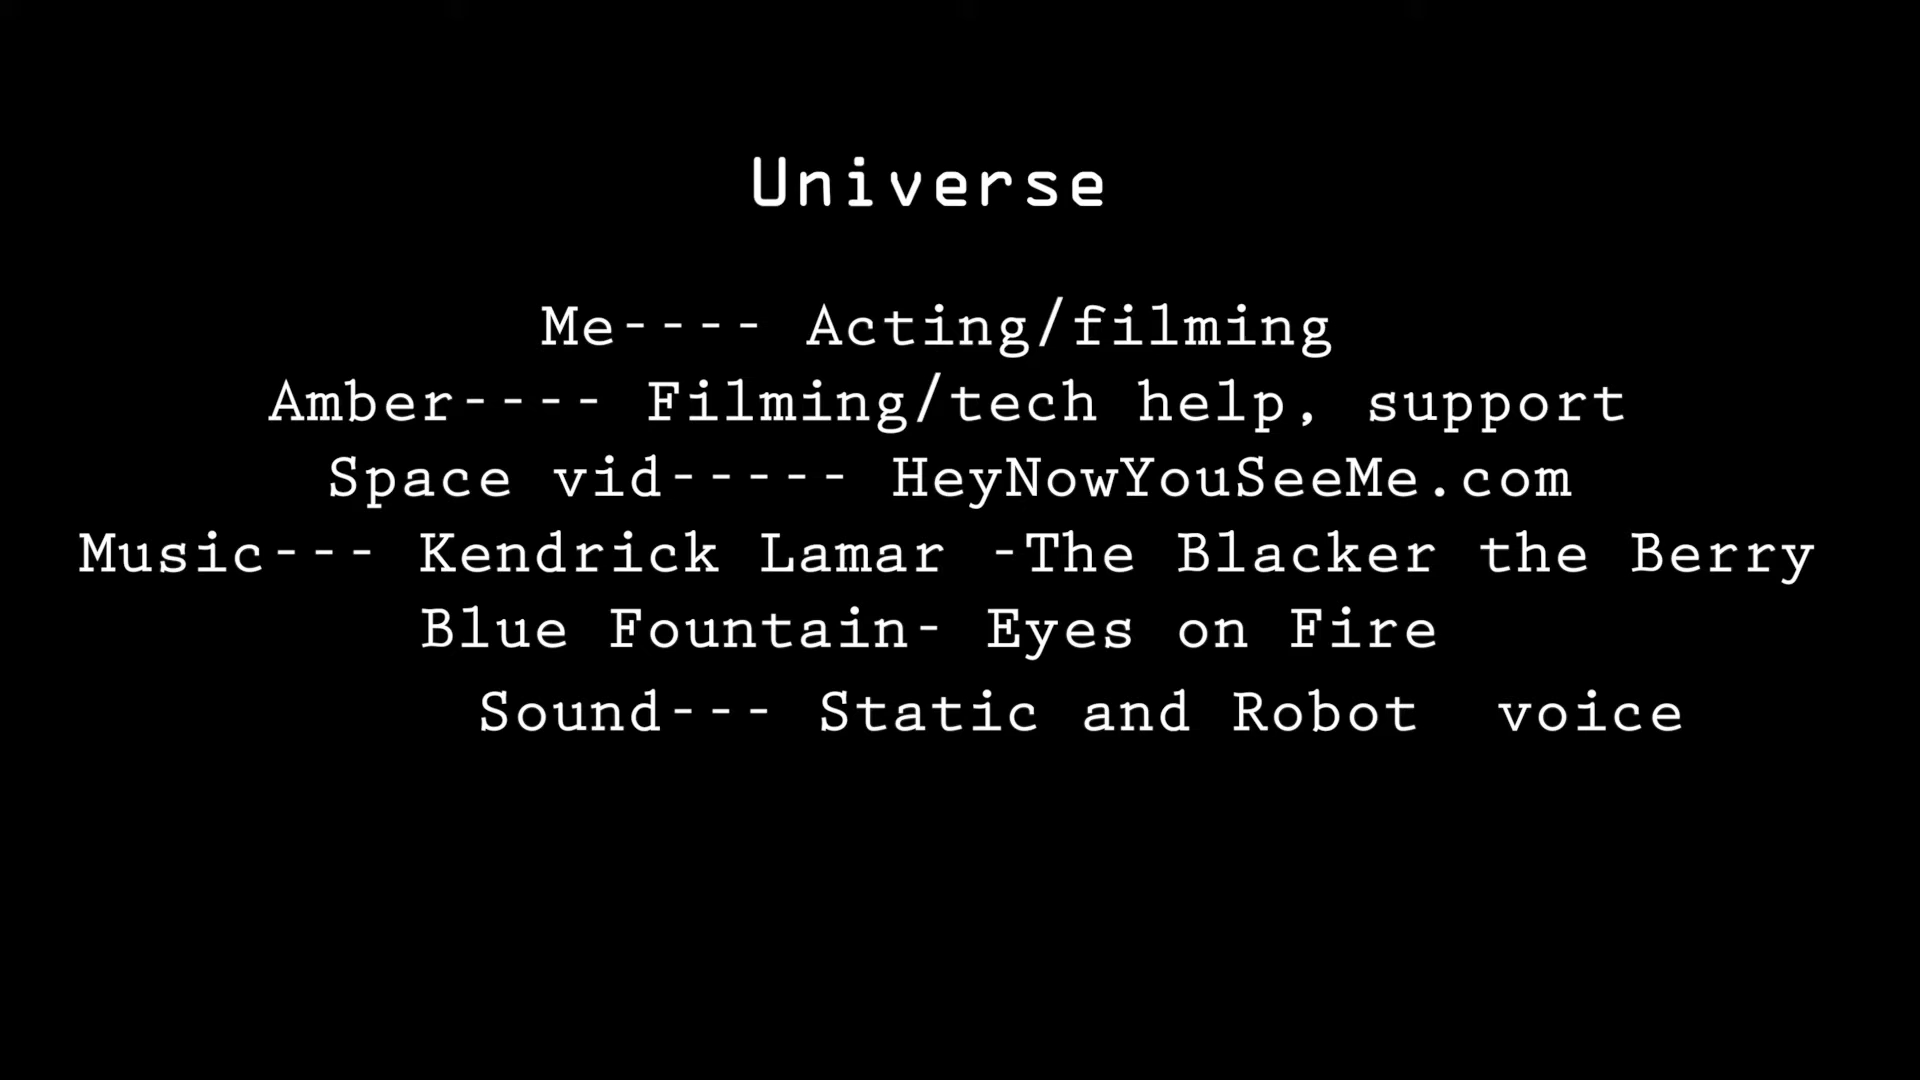 Universe
Me---- Acting/filming
Amber---- Filming/tech help, support
Space vid----- HeyNowYouSeeMe.com
Music--- Kendrick Lamar -The Blacker the Berry
Blue Fountain- Eyes on Fire
Sound--- Static and Robot  voice